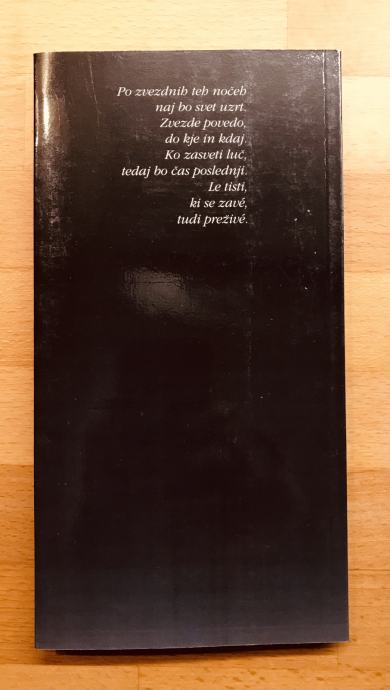 Po zvezdnih teh nočeh
naj bo svet uzrt.
Zvezde povedo,
do kje in kdaj.
Ko zasveti luč,
tedaj bo čas poslednji.
Le tisti,
ki se zavé,
tudi preživé.